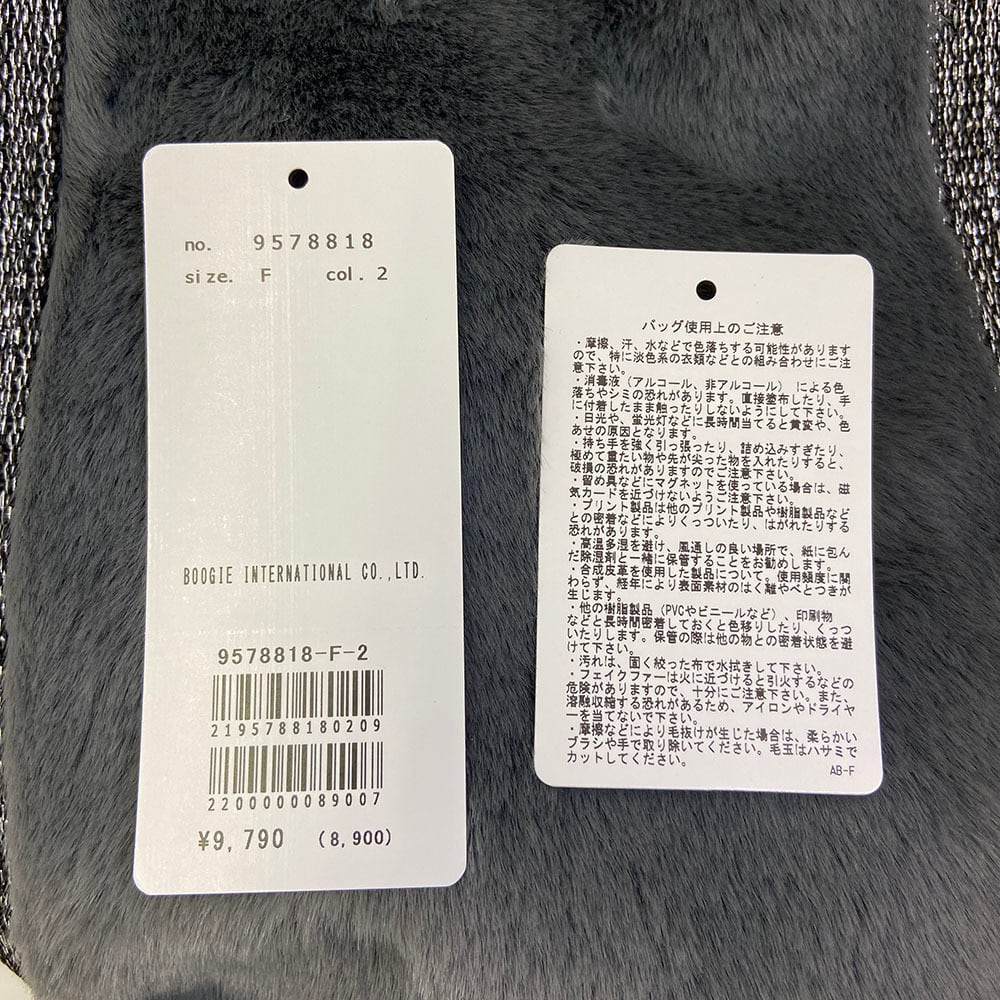 no. 9578818
size. F col. 2
BOOGIE INTERNATIONAL CO.,LTD.
9578818-F-2
2195788180209
2200000089007
¥9,790 (8,900)
バッグ使用上のご注意
・摩擦、汗、水などで色落ちする可能性があります
ので、特に淡色系の衣類などとの組み合わせにご注
意下さい。
・消毒液（アルコール、非アルコール）による色
落ちやシミの恐れがあります。直接塗布したり、手
に付着したまま触ったりしないようにして下さい。
・日光や、蛍光灯などに長時間当てると黄変や、色
あせの原因となります。
・持ち手を強く引っ張ったり、詰め込みすぎたり、
極めて重たい物や先が尖った物を入れたりすると、
破損の恐れがありますのでご注意下さい。
・留め具などにマグネットを使っている場合は、磁
気カードを近づけないようご注意下さい。
・プリント製品は他のプリント製品や樹脂製品など
との密着などによりくっついたり、はがれたりする
恐れがあります。
・高温多湿を避け、風通しの良い場所で、紙に包ん
だ除湿剤と一緒に保管することをお勧めします。
・合成皮革を使用した製品について。使用頻度に関
わらず、経年により表面素材のはく離やべとつきが
生じます。
・他の樹脂製品（PVCやビニールなど）、印刷物
などと長時間密着しておくと色移りしたり、くっつ
いたりします。保管の際は他の物との密着状態を避
けて下さい。
・汚れは、固く絞った布で水拭きして下さい。
・フェイクファーは火に近づけると引火するなどの
危険がありますので、十分にご注意下さい。また、
溶融収縮する恐れがあるため、アイロンやドライヤ
ーを当てないで下さい。
・摩擦などにより毛抜けが生じた場合は、柔らかい
ブラシや手で取り除いてください。毛玉はハサミで
カットしてください。
AB-F